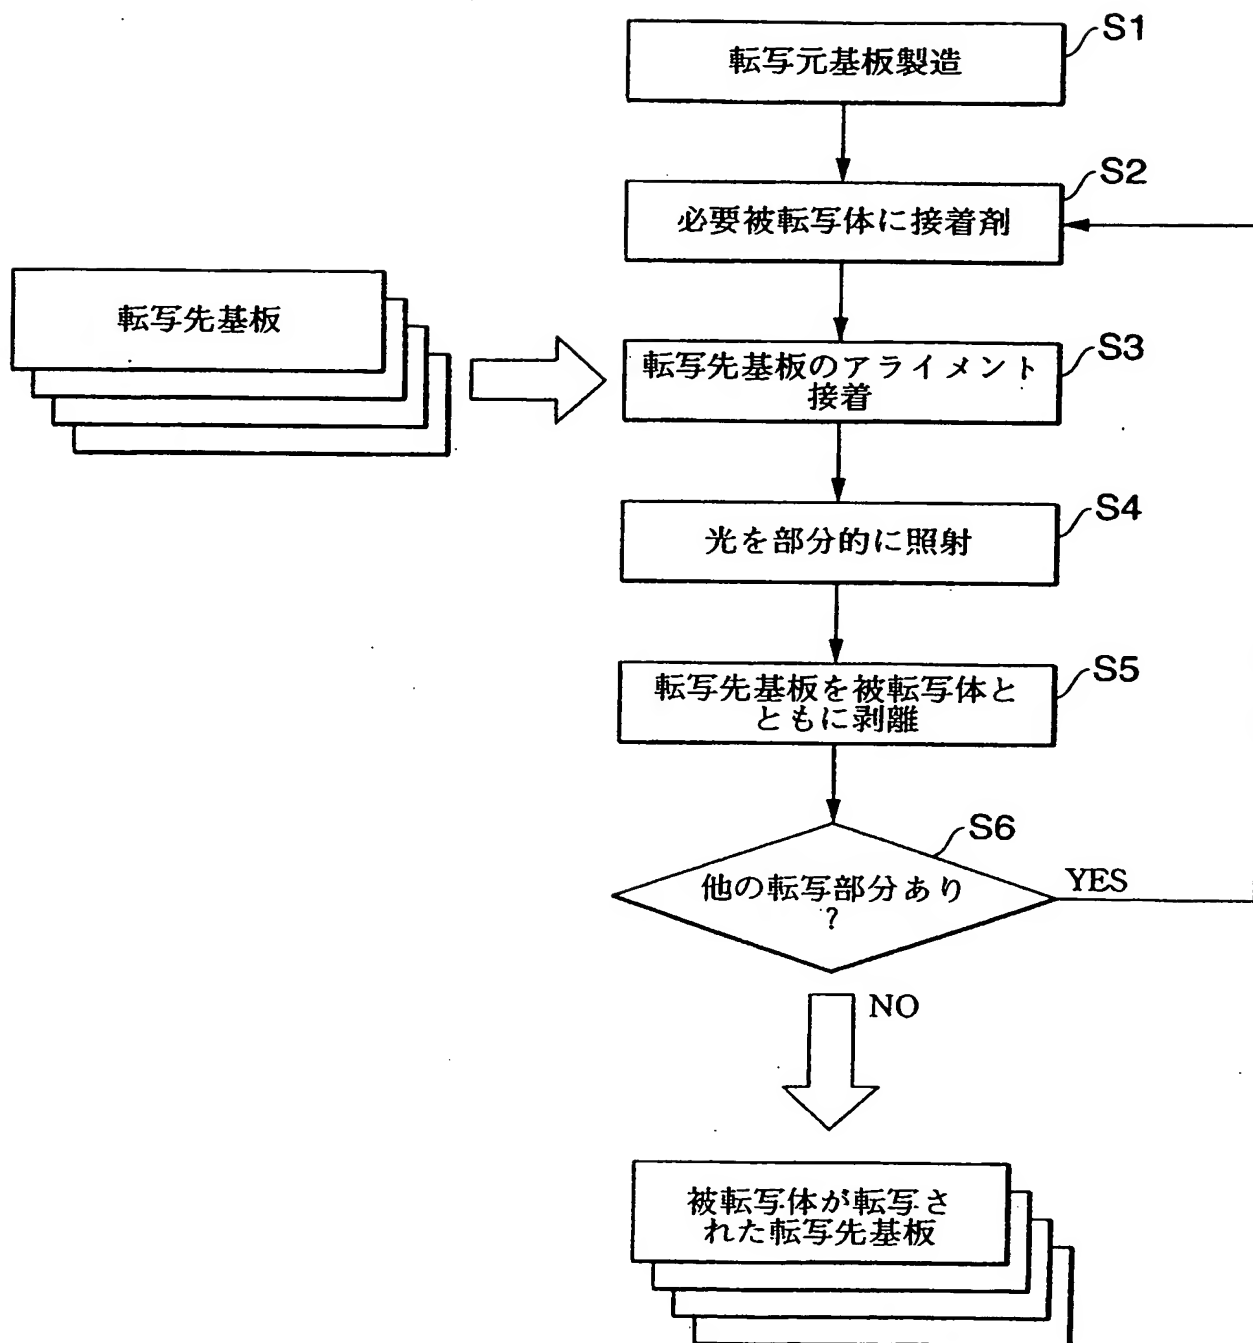 S1
転写元基板製造
S2
必要被転写体に接着剤
転写先基板
S3
転写先基板のアライメント
接着
S4
光を部分的に照射
S5
転写先基板を被転写体と
ともに剥離
S6
他の転写部分あり
?
YES
NO
被転写体が転写さ
れた転写先基板